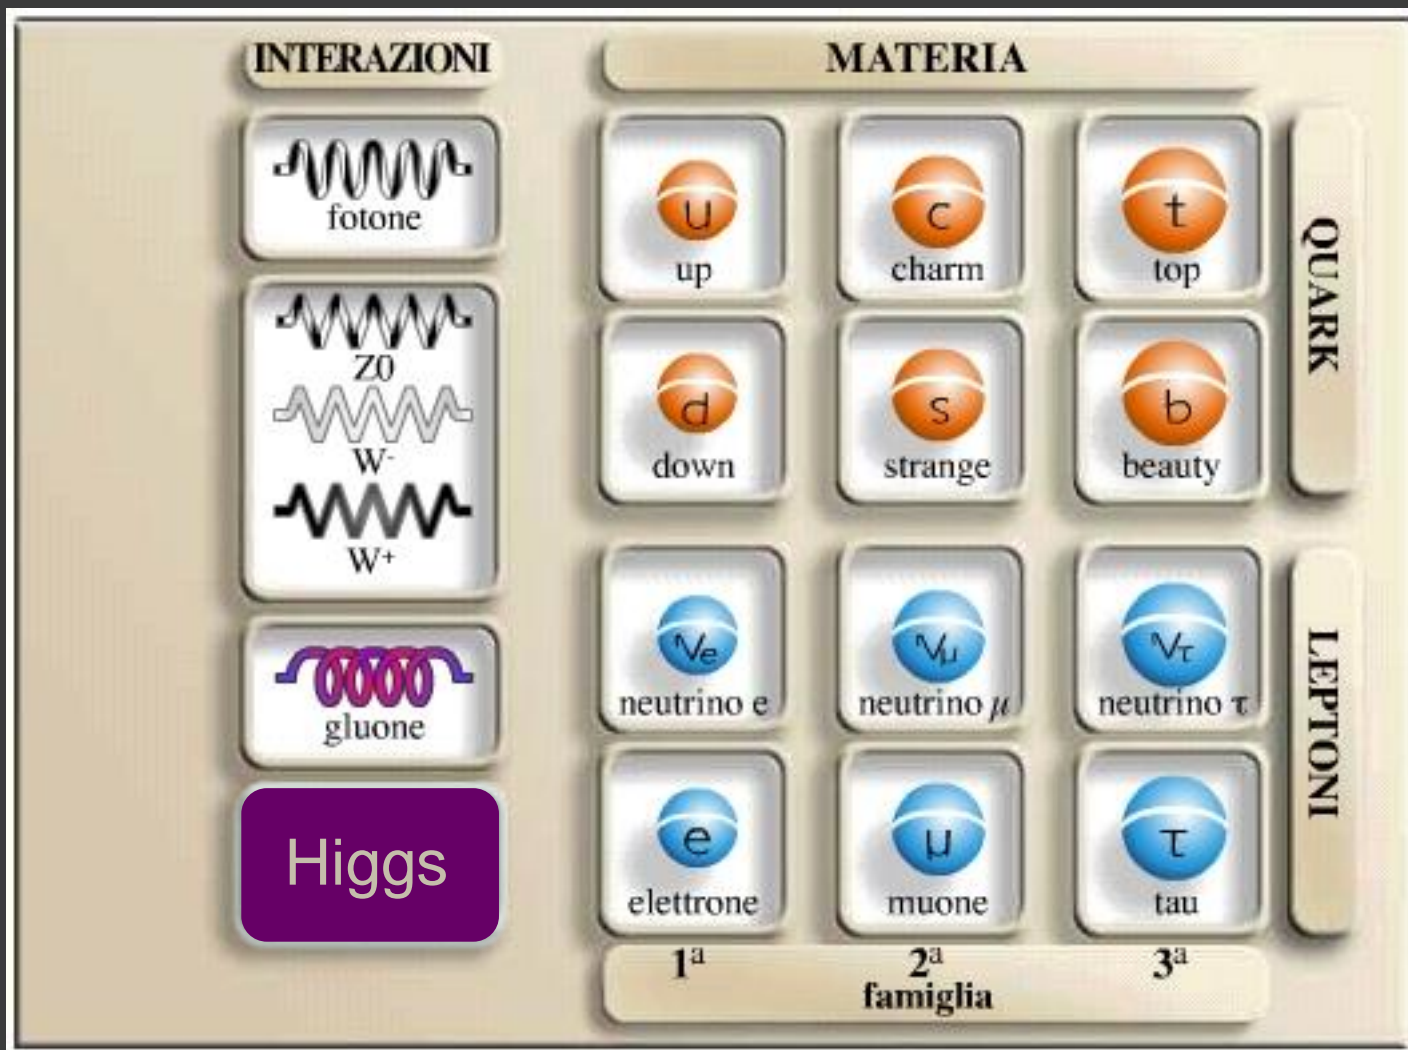 INTERAZIONI
fotone
Z0
W-
W+
gluone
Higgs
MATERIA
u
up
c
charm
t
top
d
down
s
strange
b
beauty
QUARK
νe
neutrino e
νμ
neutrino μ
ντ
neutrino τ
e
elettrone
μ
muone
τ
tau
LEPTONI
1ª 2ª 3ª
famiglia